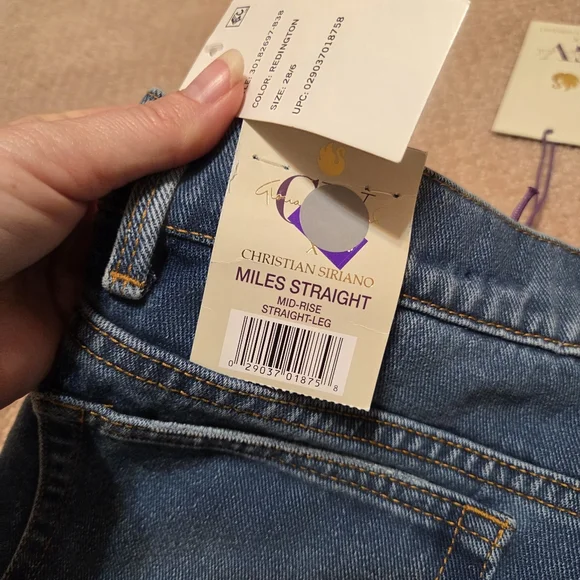 30182697-838
COLOR: REDINGTON
SIZE: 28/6
UPC: 029037018758
X
CHRISTIAN SIRIANO
MILES STRAIGHT
MID-RISE
STRAIGHT-LEG
0 29037 01875 8